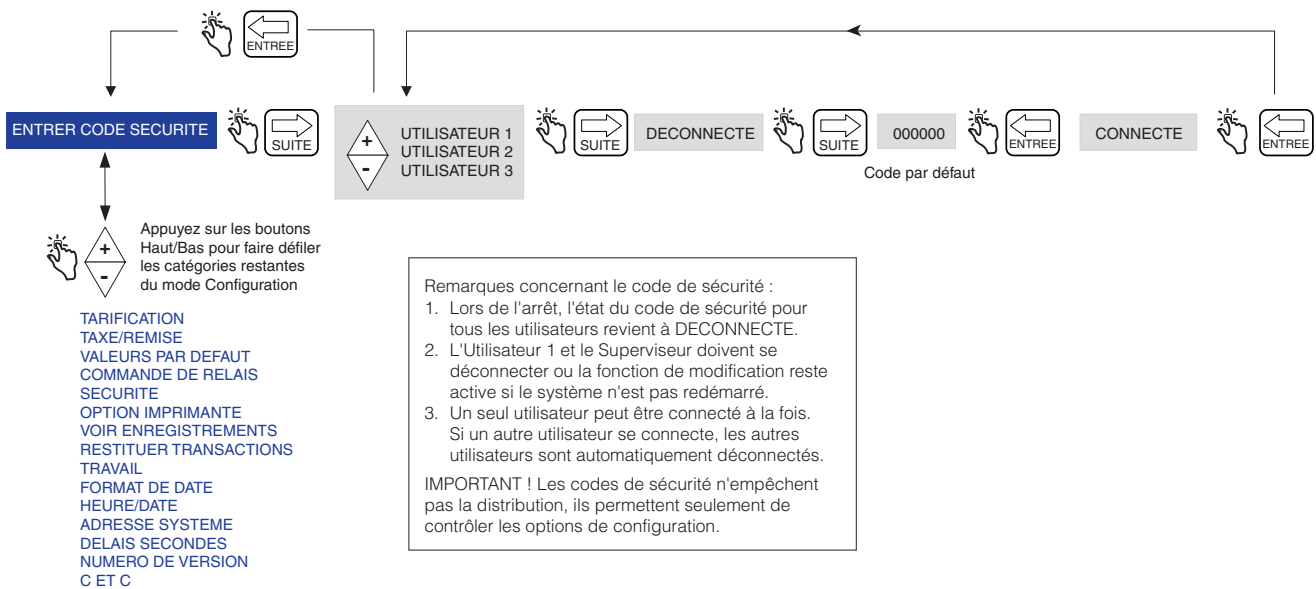 ENTREE
ENTRER CODE SECURITE
SUITE
+
-
UTILISATEUR 1
UTILISATEUR 2
UTILISATEUR 3
SUITE
DECONNECTE
SUITE
000000
Code par défaut
ENTREE
CONNECTE
ENTREE
+
-
Appuyez sur les boutons
Haut/Bas pour faire défiler
les catégories restantes
du mode Configuration
TARIFICATION
TAXE/REMISE
VALEURS PAR DEFAUT
COMMANDE DE RELAIS
SECURITE
OPTION IMPRIMANTE
VOIR ENREGISTREMENTS
RESTITUER TRANSACTIONS
TRAVAIL
FORMAT DE DATE
HEURE/DATE
ADRESSE SYSTEME
DELAIS SECONDES
NUMERO DE VERSION
C ET C
Remarques concernant le code de sécurité :
1. Lors de l'arrêt, l'état du code de sécurité pour
tous les utilisateurs revient à DECONNECTE.
2. L'Utilisateur 1 et le Superviseur doivent se
déconnecter ou la fonction de modification reste
active si le système n'est pas redémarré.
3. Un seul utilisateur peut être connecté à la fois.
Si un autre utilisateur se connecte, les autres
utilisateurs sont automatiquement déconnectés.
IMPORTANT ! Les codes de sécurité n'empêchent
pas la distribution, ils permettent seulement de
contrôler les options de configuration.